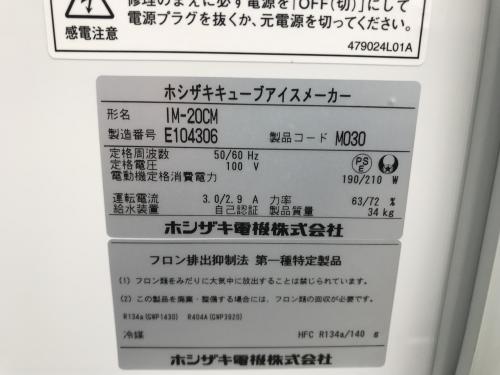 修理のまえに必ず電源を「OFF(切)」にして
電源プラグを抜くか、元電源を切ってください。
感電注意
479024L01A
ホシザキキューブアイスメーカー
形名 IM-20CM
製造番号 E104306 製品コード M030
定格周波数 50/60 Hz
定格電圧 100 V
電動機定格消費電力 190/210 W
PS
E
運転電流 3.0/2.9 A 力率 63/72 %
給水装置 自己認証 製品質量 34 kg
ホシザキ電機株式会社
フロン排出抑制法 第一種特定製品
(1) フロン類をみだりに大気中に放出することは禁じられています。
(2) この製品を廃棄・整備する場合には、フロン類の回収が必要です。
R134a(GWP1430) R404A(GWP3920)
冷媒 HFC R134a/140 g
ホシザキ電機株式会社